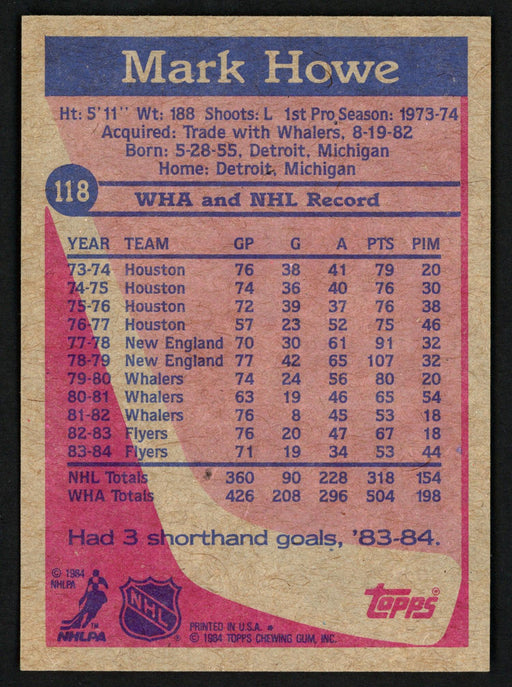 Mark Howe
Ht: 5'11" Wt: 188 Shoots: L 1st Pro Season: 1973-74
Acquired: Trade with Whalers, 8-19-82
Born: 5-28-55, Detroit, Michigan
Home: Detroit, Michigan
118
WHA and NHL Record
YEAR TEAM GP G A PTS PIM
73-74 Houston 76 38 41 79 20
74-75 Houston 74 36 40 76 30
75-76 Houston 72 39 37 76 38
76-77 Houston 57 23 52 75 46
77-78 New England 70 30 61 91 32
78-79 New England 77 42 65 107 32
79-80 Whalers 74 24 56 80 20
80-81 Whalers 63 19 46 65 54
81-82 Whalers 76 8 45 53 18
82-83 Flyers 76 20 47 67 18
83-84 Flyers 71 19 34 53 44
NHL Totals 360 90 228 318 154
WHA Totals 426 208 296 504 198
Had 3 shorthand goals, '83-84.
© 1984
NHLPA
NHLPA
NHL
PRINTED IN U.S.A. *
© 1984 TOPPS CHEWING GUM, INC.
topps